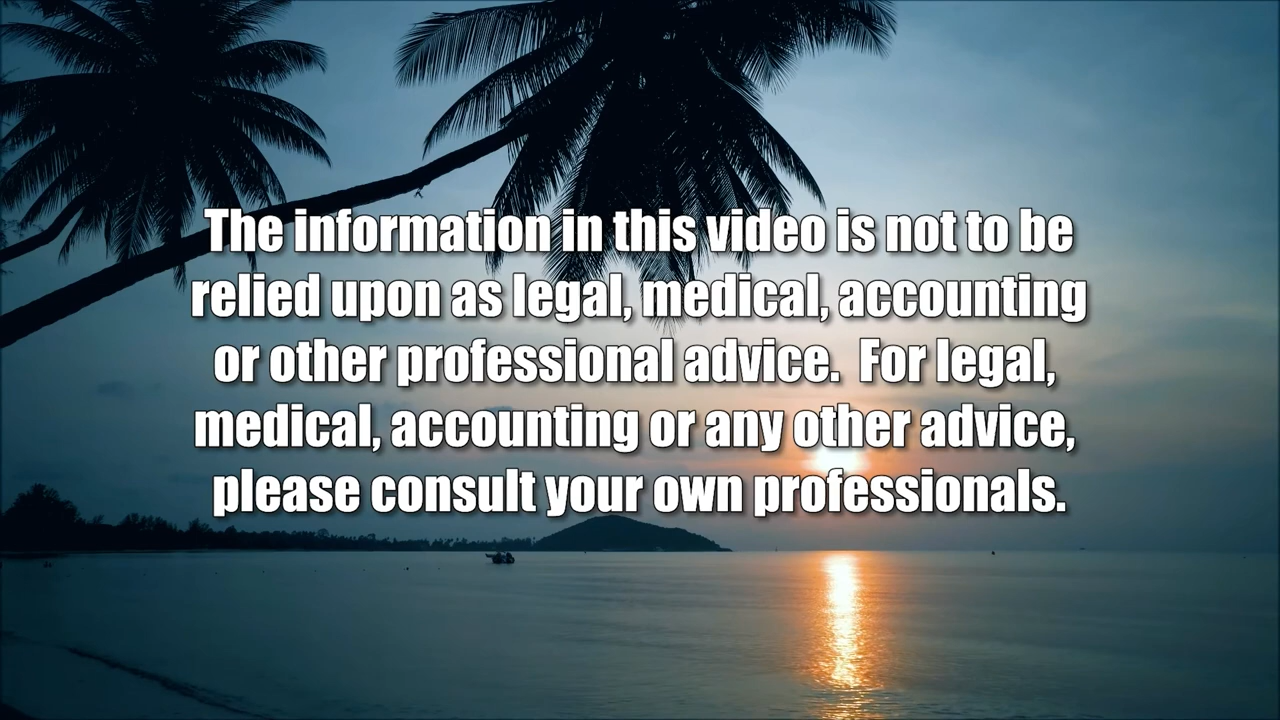 The information in this video is not to be
relied upon as legal, medical, accounting
or other professional advice.  For legal,
medical, accounting or any other advice,
please consult your own professionals.